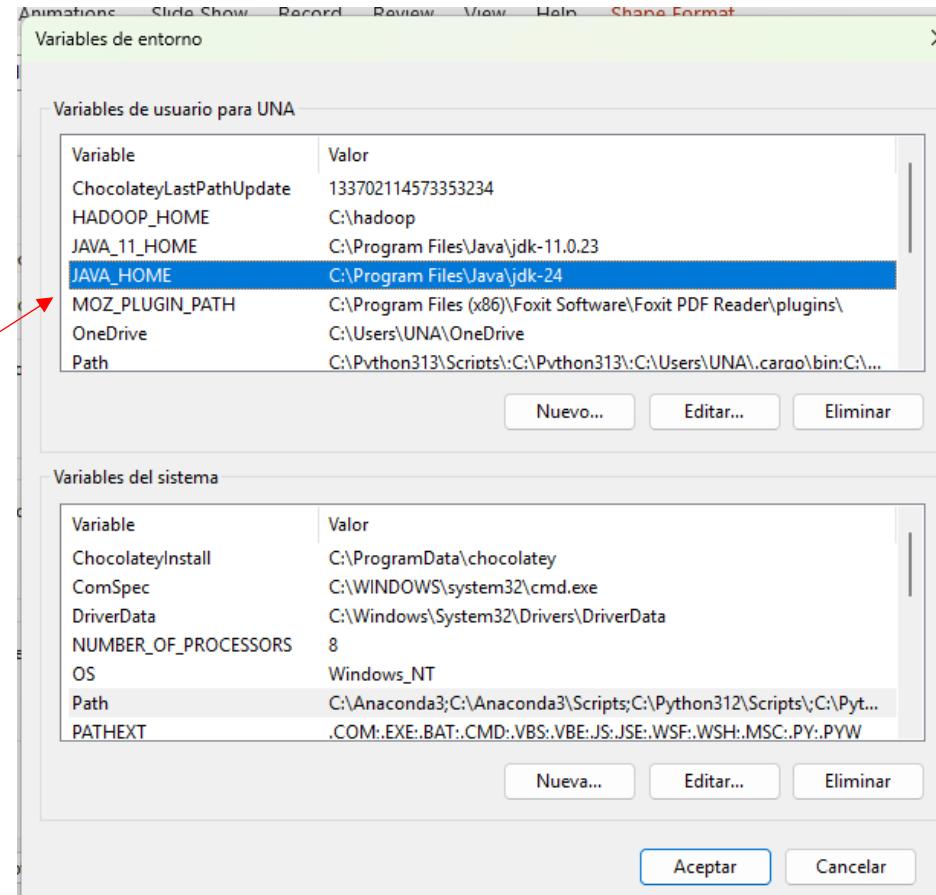 Animations Slide Show Record Review View Help Shape Format
Variables de entorno
Variables de usuario para UNA
Variable Valor
ChocolateyLastPathUpdate 133702114573353234
HADOOP_HOME C:\hadoop
JAVA_11_HOME C:\Program Files\Java\jdk-11.0.23
JAVA_HOME C:\Program Files\Java\jdk-24
MOZ_PLUGIN_PATH C:\Program Files (x86)\Foxit Software\Foxit PDF Reader\plugins\
OneDrive C:\Users\UNA\OneDrive
Path C:\Python313\Scripts\;C:\Python313\;C:\Users\UNA\.cargo\bin;C:\...
Nuevo... Editar... Eliminar
Variables del sistema
Variable Valor
ChocolateyInstall C:\ProgramData\chocolatey
ComSpec C:\WINDOWS\system32\cmd.exe
DriverData C:\Windows\System32\Drivers\DriverData
NUMBER_OF_PROCESSORS 8
OS Windows_NT
Path C:\Anaconda3;C:\Anaconda3\Scripts;C:\Python312\Scripts\;C:\Pyt...
PATHEXT .COM;.EXE;.BAT;.CMD;.VBS;.VBE;.JS;.JSE;.WSF;.WSH;.MSC;.PY;.PYW
Nueva... Editar... Eliminar
Aceptar Cancelar